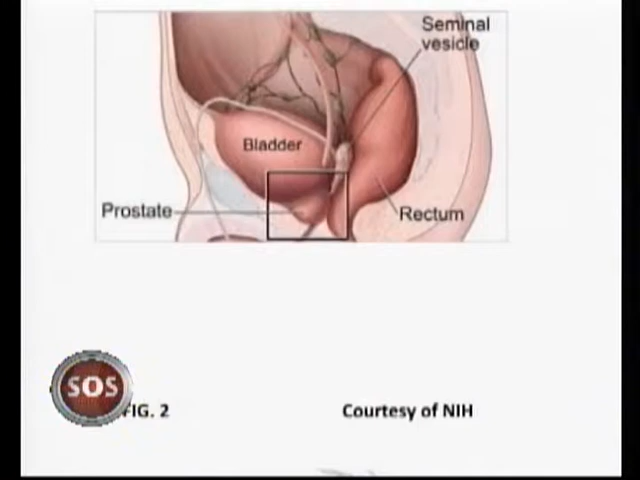 Seminal
vesicle
Bladder
Prostate
Rectum
SOS
FIG. 2
Courtesy of NIH